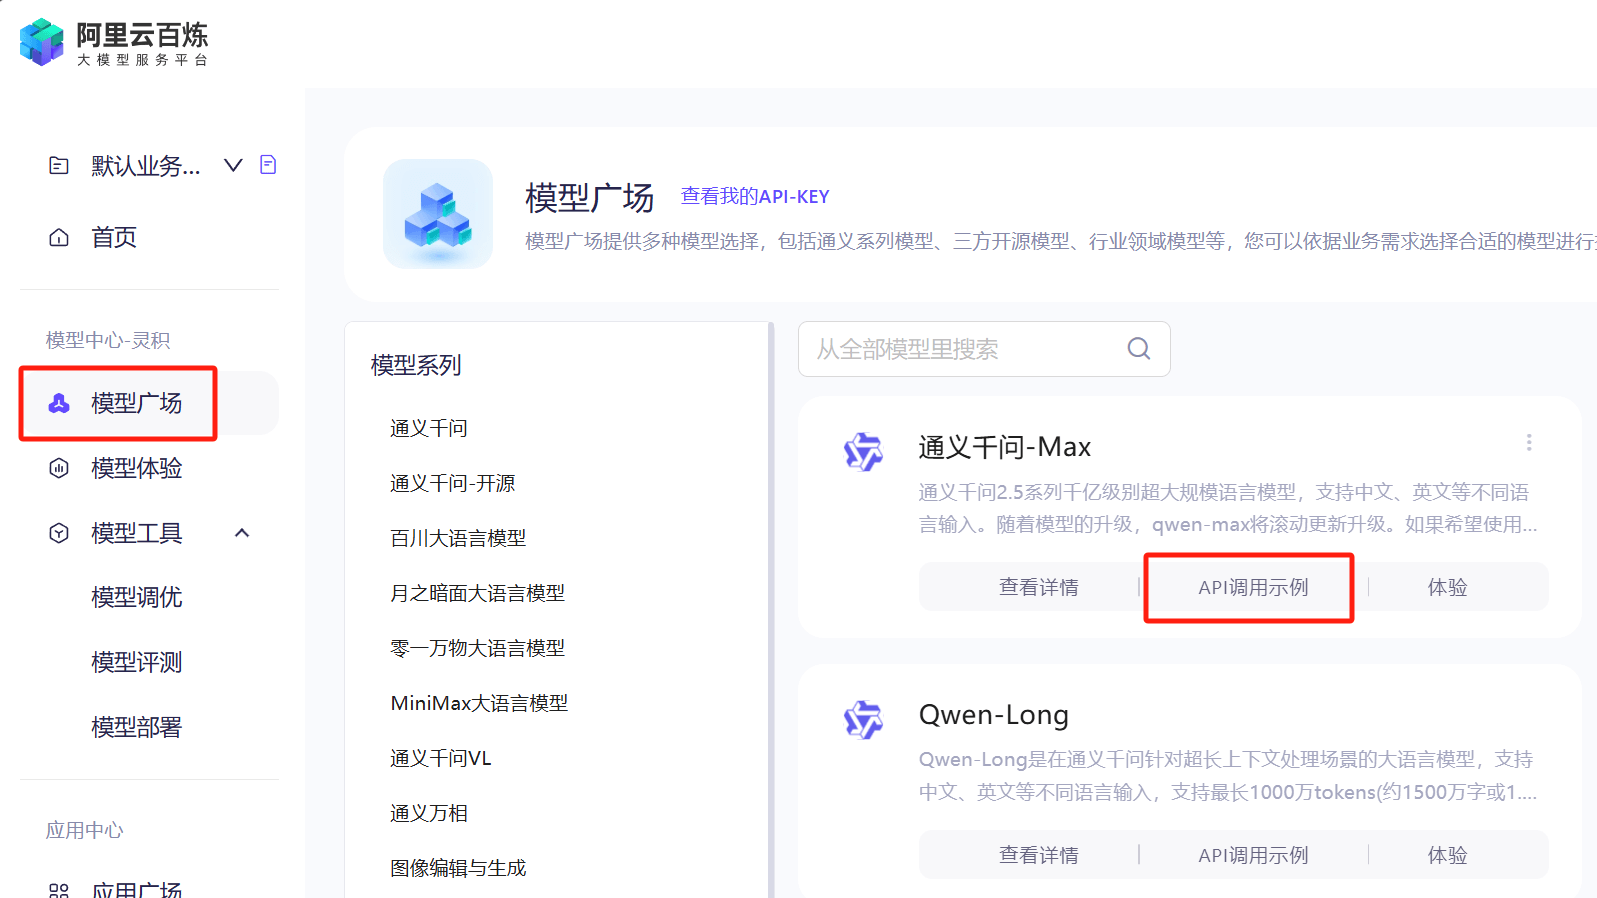 阿里云百炼
大模型服务平台
默认业务...
首页
模型中心-灵积
模型广场
模型体验
模型工具
模型调优
模型评测
模型部署
应用中心
应用广场
模型广场 查看我的API-KEY
模型广场提供多种模型选择，包括通义系列模型、三方开源模型、行业领域模型等，您可以依据业务需求选择合适的模型进行
模型系列
通义千问
通义千问-开源
百川大语言模型
月之暗面大语言模型
零一万物大语言模型
MiniMax大语言模型
通义千问VL
通义万相
图像编辑与生成
从全部模型里搜索
通义千问-Max
通义千问2.5系列千亿级别超大规模语言模型，支持中文、英文等不同语
言输入。随着模型的升级，qwen-max将滚动更新升级。如果希望使用...
查看详情 API调用示例 体验
Qwen-Long
Qwen-Long是在通义千问针对超长上下文处理场景的大语言模型，支持
中文、英文等不同语言输入，支持最长1000万tokens(约1500万字或1....
查看详情 API调用示例 体验